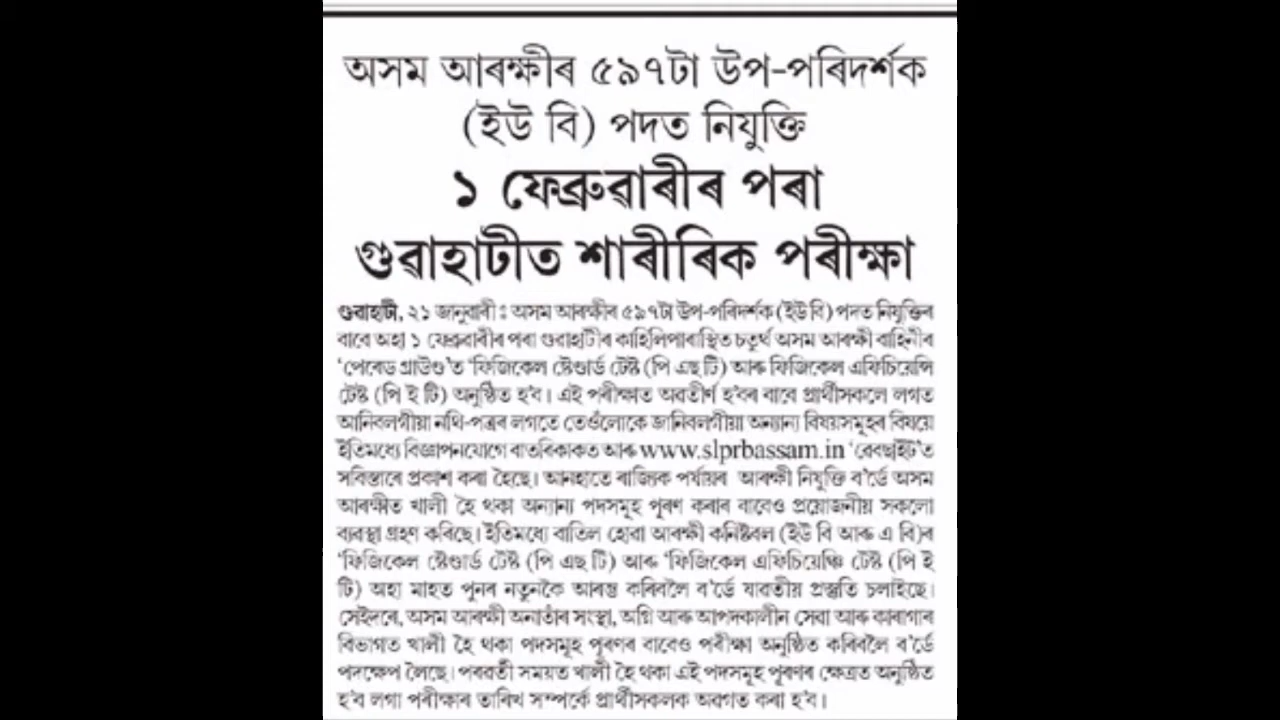 অসম আৰক্ষীৰ ৫৯৭টা উপ-পৰিদৰ্শক
(ইউ বি) পদত নিযুক্তি
১ ফেব্ৰুৱাৰীৰ পৰা
গুৱাহাটীত শাৰীৰিক পৰীক্ষা
গুৱাহাটী, ২১ জানুৱাৰী : অসম আৰক্ষীৰ ৫৯৭টা উপ-পৰিদৰ্শক (ইউ বি) পদত নিযুক্তিৰ
বাবে অহা ১ ফেব্ৰুৱাৰীৰ পৰা গুৱাহাটীৰ কাহিলিপাৰাস্থিত চতুৰ্থ অসম আৰক্ষী বাহিনীৰ
'পেৰেড গ্ৰাউণ্ড'ত 'ফিজিকেল ষ্টেণ্ডাৰ্ড টেষ্ট (পি এছ টি) আৰু ফিজিকেল এফিচিয়েন্সি
টেষ্ট (পি ই টি) অনুষ্ঠিত হ'ব। এই পৰীক্ষাত অৱতীৰ্ণ হ'বৰ বাবে প্ৰাৰ্থীসকলে লগত
আনিবলগীয়া নথি-পত্ৰৰ লগতে তেওঁলোকে জানিবলগীয়া অন্যান্য বিষয়সমূহৰ বিষয়ে
ইতিমধ্যে বিজ্ঞাপনযোগে বাতৰিকাকত আৰু www.slprbassam.in 'ৱেবছাইট'ত
সবিস্তাৰে প্ৰকাশ কৰা হৈছে। আনহাতে ৰাজ্যিক পৰ্যায়ৰ আৰক্ষী নিযুক্তি ব'ৰ্ডে অসম
আৰক্ষীত খালী হৈ থকা অন্যান্য পদসমূহ পূৰণ কৰাৰ বাবেও প্ৰয়োজনীয় সকলো
ব্যৱস্থা গ্ৰহণ কৰিছে। ইতিমধ্যে বাতিল হোৱা আৰক্ষী কনিষ্টবল (ইউ বি আৰু এ বি)ৰ
'ফিজিকেল ষ্টেণ্ডাৰ্ড টেষ্ট (পি এছ টি) আৰু 'ফিজিকেল এফিচিয়েঞ্চি টেষ্ট (পি ই
টি) অহা মাহত পুনৰ নতুনকৈ আৰম্ভ কৰিবলৈ ব'ৰ্ডে যাৱতীয় প্ৰস্তুতি চলাইছে।
সেইদৰে, অসম আৰক্ষী অনাতাঁৰ সংস্থা, অগ্নি আৰু আপদকালীন সেৱা আৰু কাৰাগাৰ
বিভাগত খালী হৈ থকা পদসমূহ পূৰণৰ বাবেও পৰীক্ষা অনুষ্ঠিত কৰিবলৈ ব'ৰ্ডে
পদক্ষেপ লৈছে। পৰৱৰ্তী সময়ত খালী হৈ থকা এই পদসমূহ পূৰণৰ ক্ষেত্ৰত অনুষ্ঠিত
হ'ব লগা পৰীক্ষাৰ তাৰিখ সম্পৰ্কে প্ৰাৰ্থীসকলক অৱগত কৰা হ'ব।